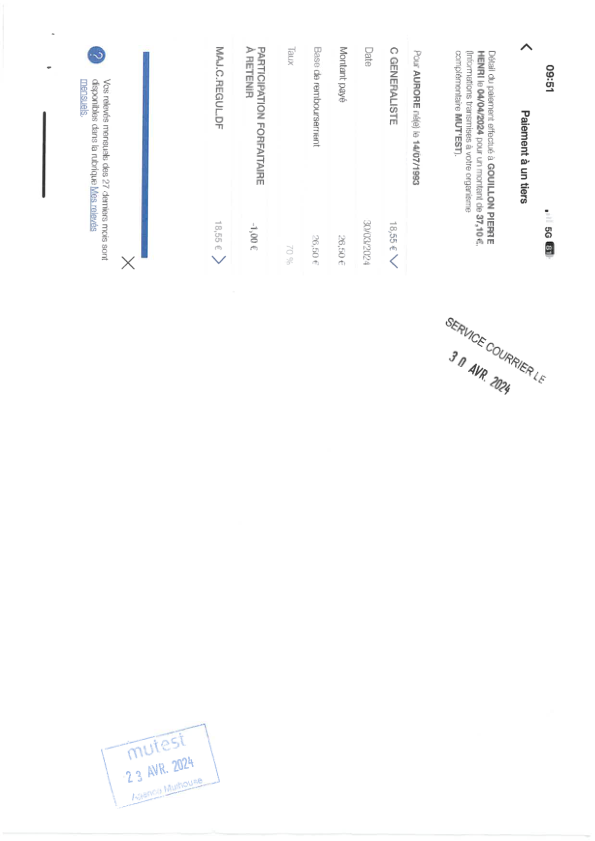 09:51
5G
81
Paiement à un tiers
Détail du paiement effectué à GOUILLON PIERRE
HENRI le 04/04/2024 pour un montant de 37,10 €.
(Informations transmises à votre organisme
complémentaire MUT'EST).
Pour AURORE né(e) le 14/07/1993
C GENERALISTE 18,55 €
Date 30/03/2024
Montant payé 26,50 €
Base de remboursement 26,50 €
Taux 70 %
PARTICIPATION FORFAITAIRE
À RETENIR -1,00 €
MAJ.C.REGUL.DF 18,55 €
?
Vos relevés mensuels des 27 derniers mois sont
disponibles dans la rubrique Mes relevés
mensuels.
SERVICE COURRIER LE
30 AVR. 2024
mutest
23 AVR. 2024
Agence Mulhouse